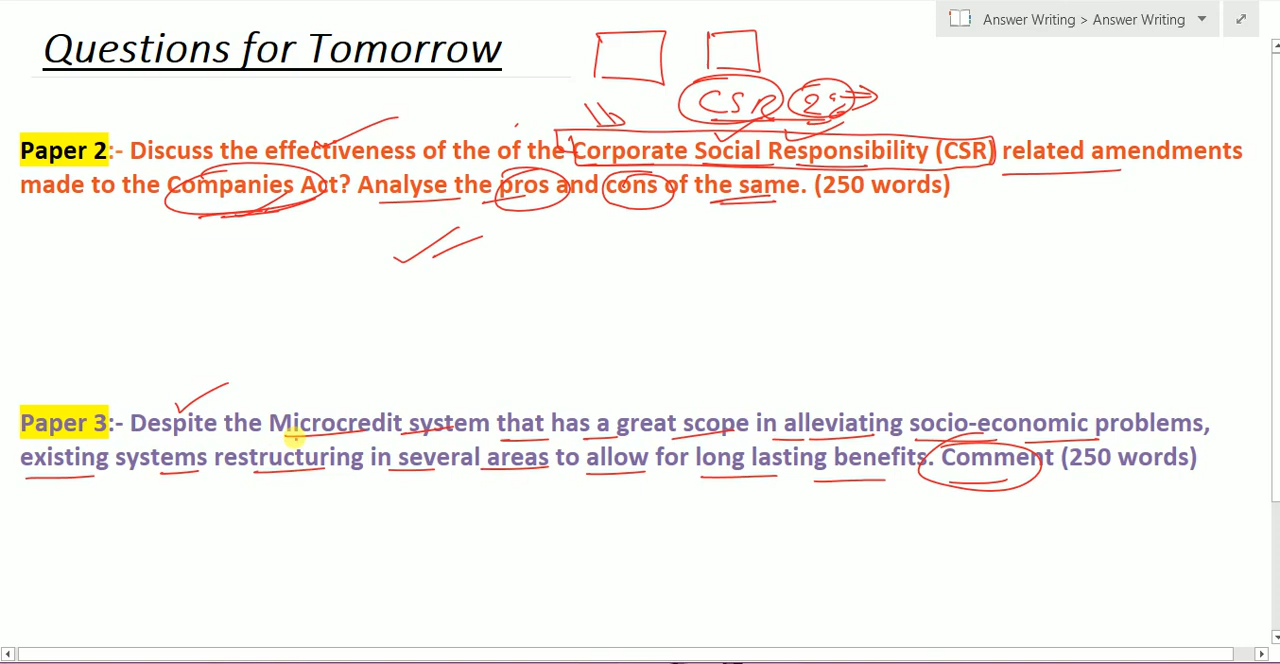 Answer Writing > Answer Writing
Questions for Tomorrow
CSR
Paper 2:- Discuss the effectiveness of the of the Corporate Social Responsibility (CSR) related amendments
made to the Companies Act? Analyse the pros and cons of the same. (250 words)
Paper 3:- Despite the Microcredit system that has a great scope in alleviating socio-economic problems,
existing systems restructuring in several areas to allow for long lasting benefits. Comment (250 words)